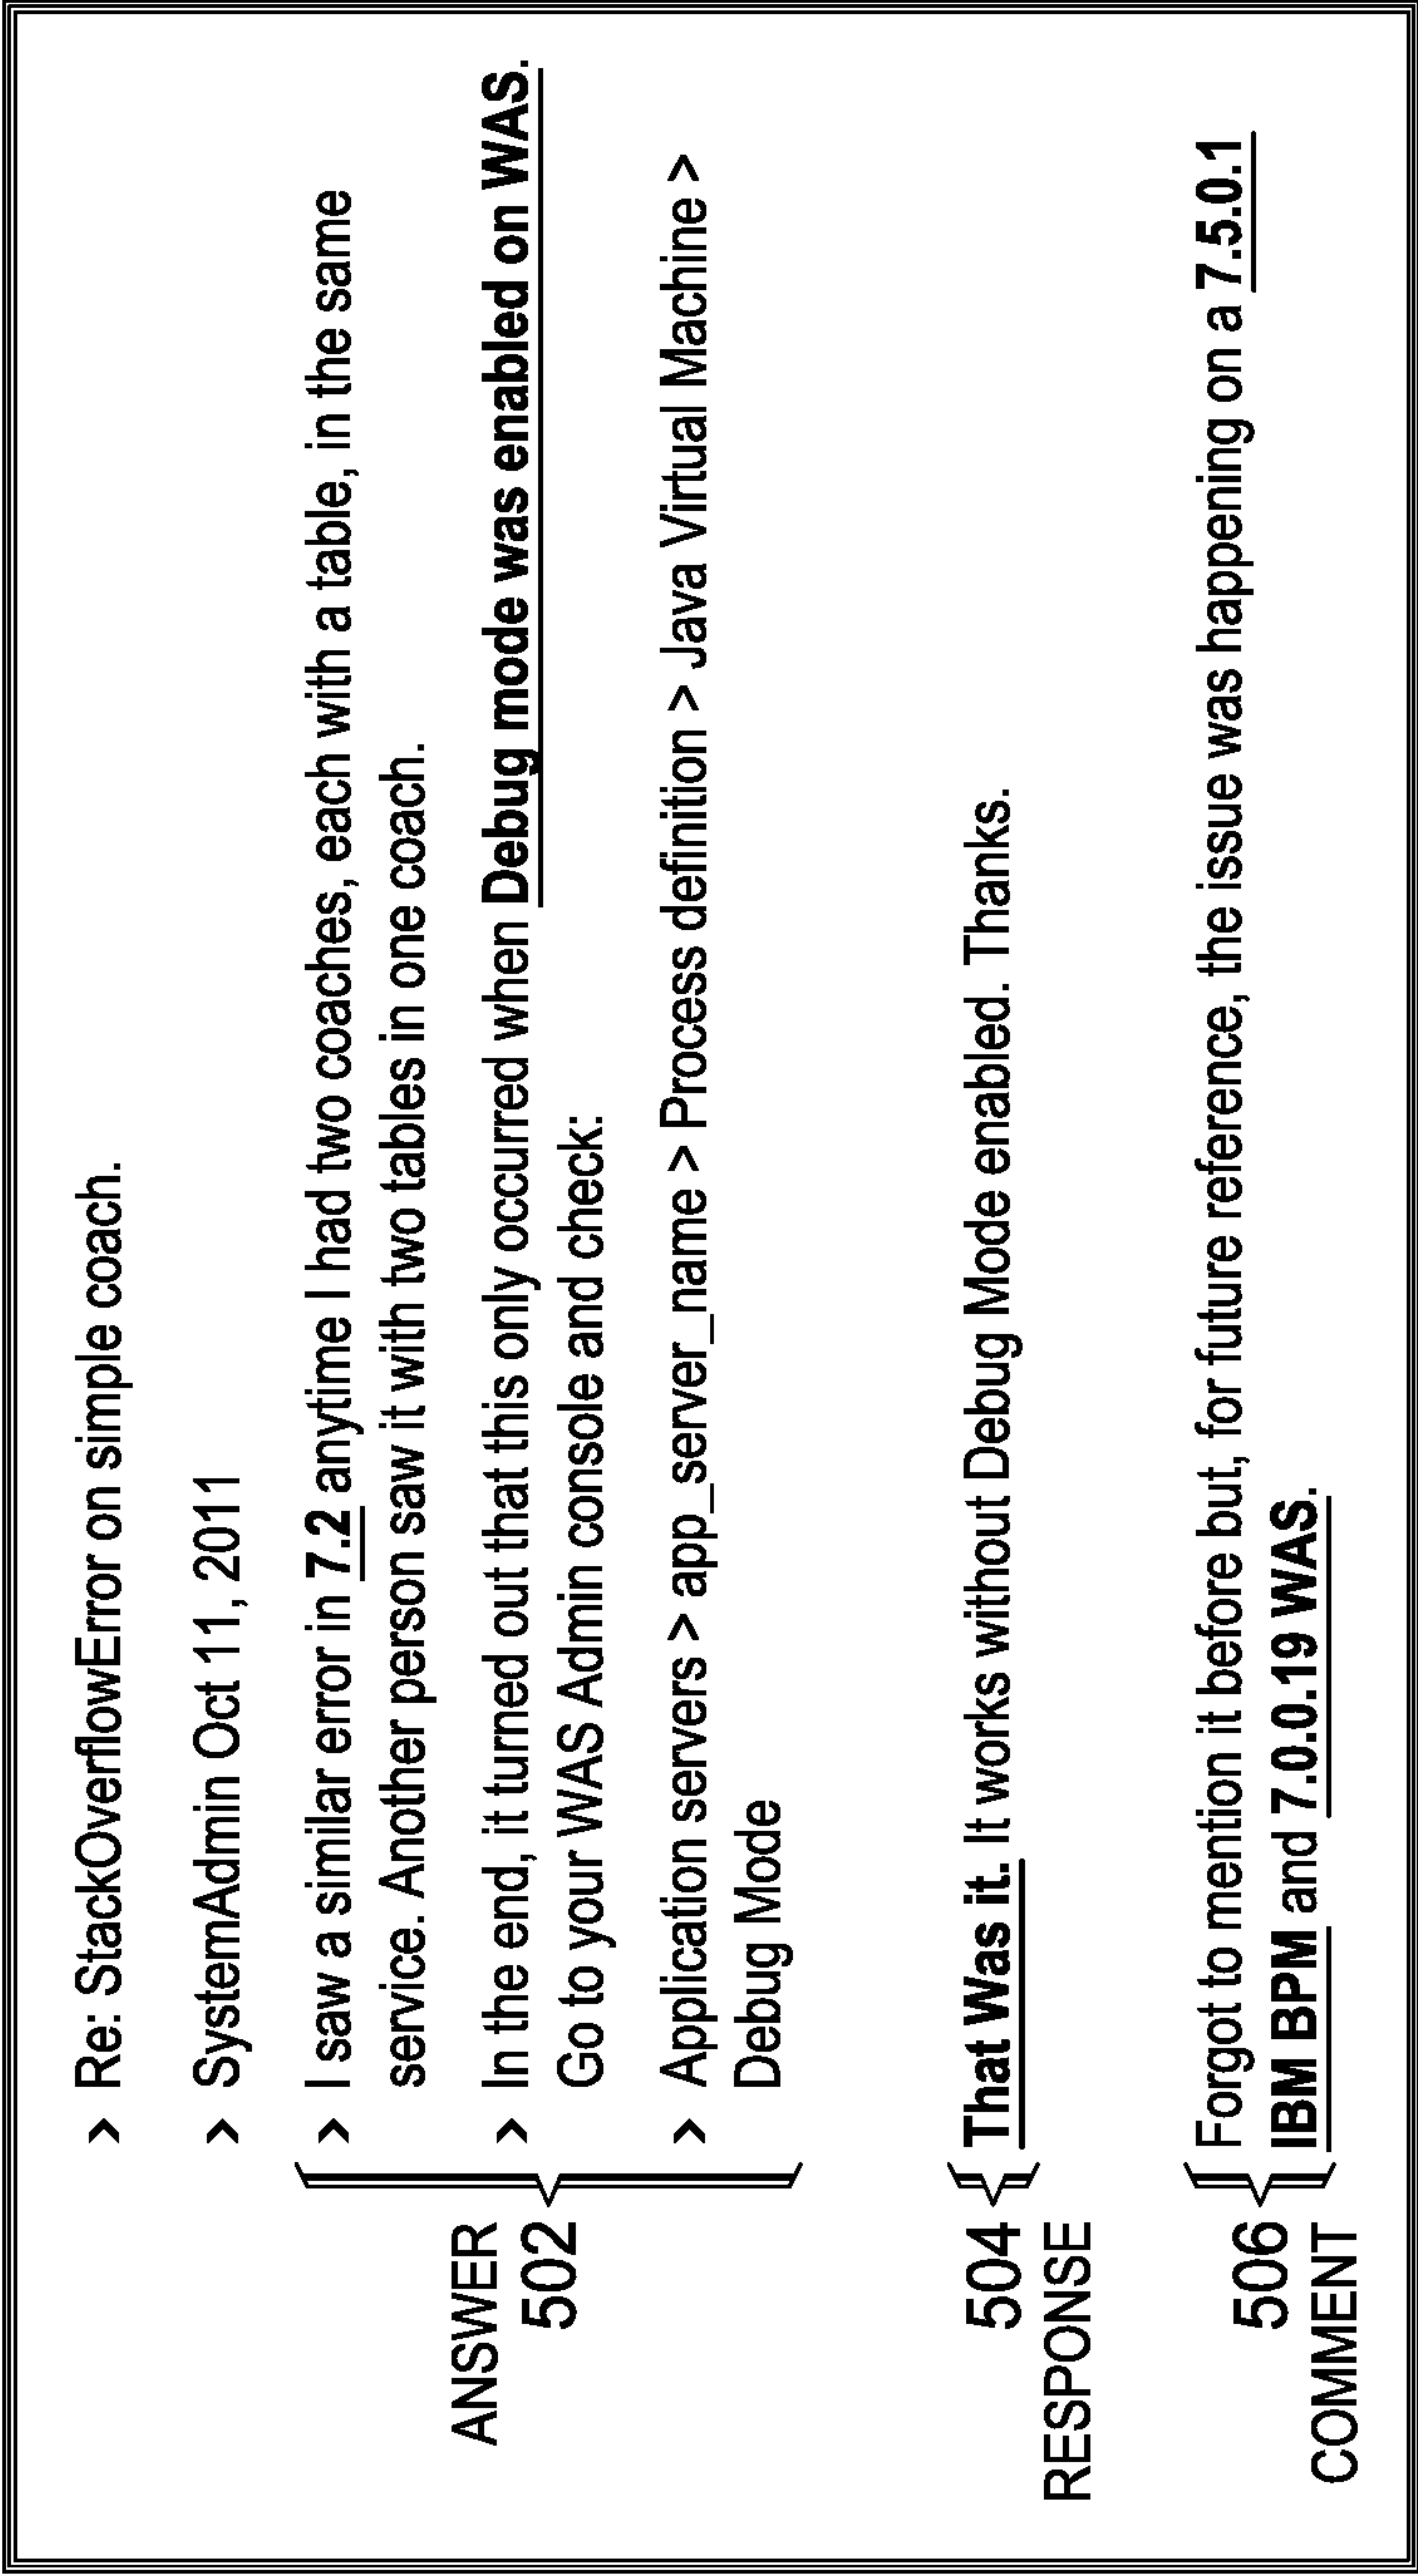 > Re: StackOverflowError on simple coach.
> SystemAdmin Oct 11, 2011
> I saw a similar error in 7.2 anytime I had two coaches, each with a table, in the same
service. Another person saw it with two tables in one coach.
> In the end, it turned out that this only occurred when Debug mode was enabled on WAS.
Go to your WAS Admin console and check:
> Application servers > app_server_name > Process definition > Java Virtual Machine >
Debug Mode
ANSWER
502
That Was it. It works without Debug Mode enabled. Thanks.
504
RESPONSE
Forgot to mention it before but, for future reference, the issue was happening on a 7.5.0.1
IBM BPM and 7.0.0.19 WAS.
506
COMMENT